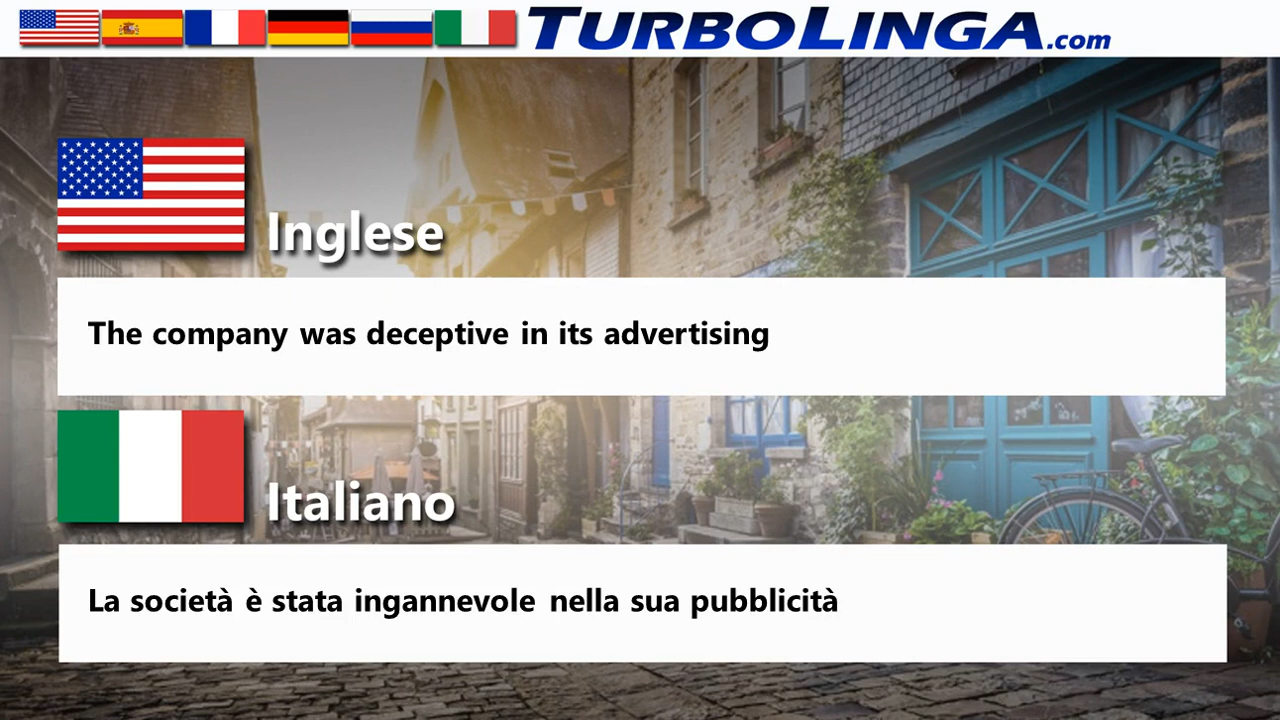 TURBOLINGA.com
Inglese
The company was deceptive in its advertising
Italiano
La società è stata ingannevole nella sua pubblicità